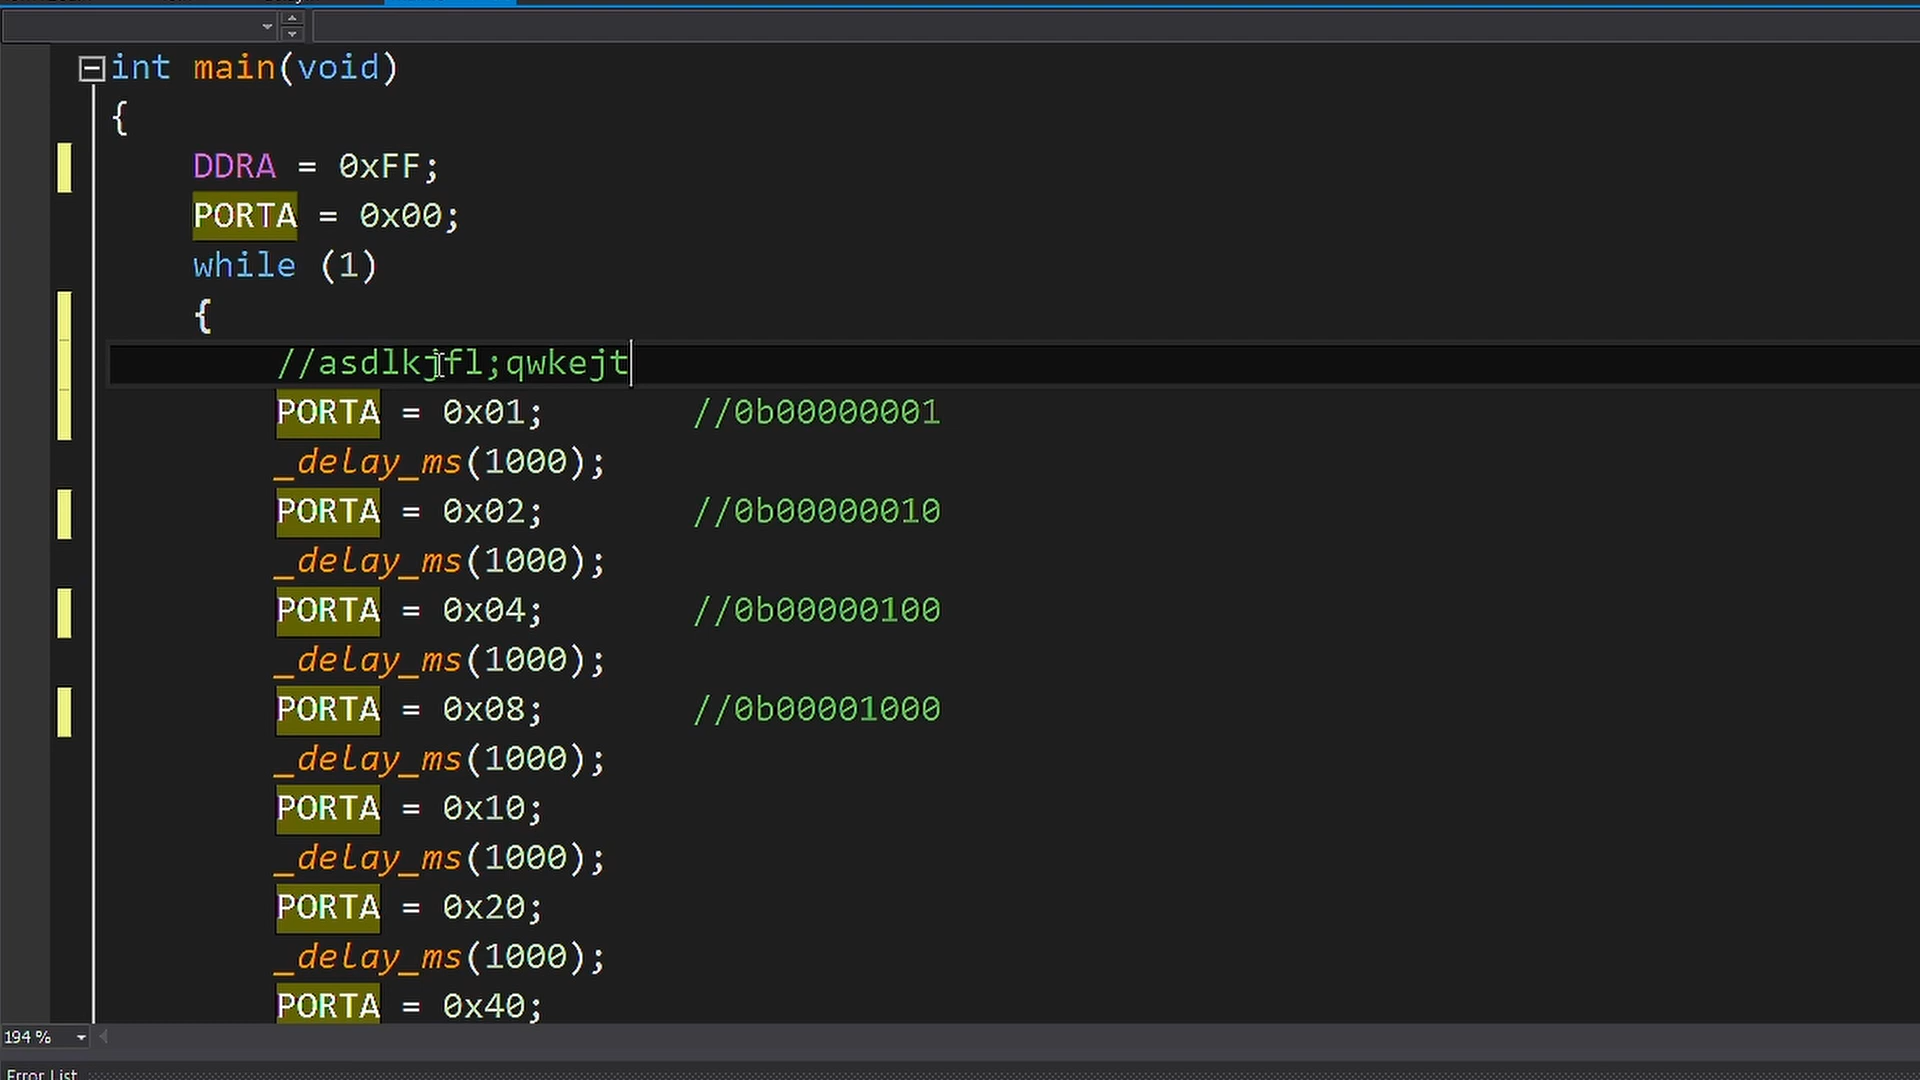 int main(void)
{
DDRA = 0xFF;
PORTA = 0x00;
while (1)
{
//asdlkjfl;qwkejt
PORTA = 0x01; //0b00000001
_delay_ms(1000);
PORTA = 0x02; //0b00000010
_delay_ms(1000);
PORTA = 0x04; //0b00000100
_delay_ms(1000);
PORTA = 0x08; //0b00001000
_delay_ms(1000);
PORTA = 0x10;
_delay_ms(1000);
PORTA = 0x20;
_delay_ms(1000);
PORTA = 0x40;
194 %
Error List